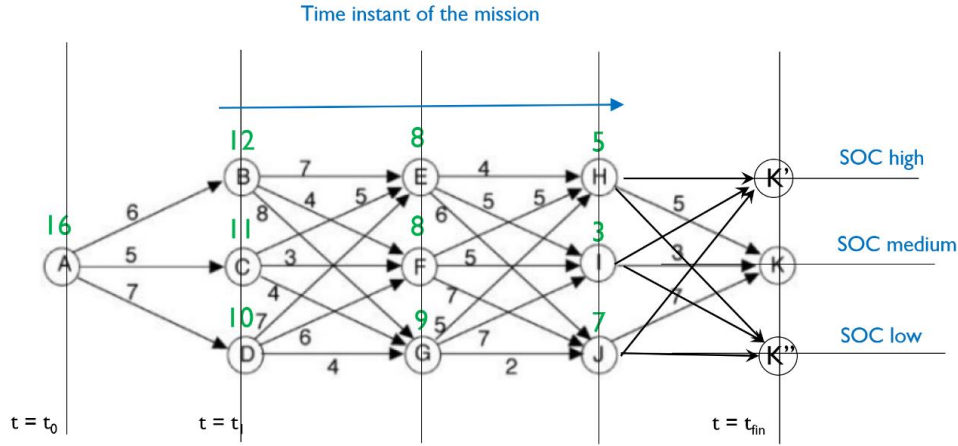 Time instant of the mission
12
8
5
B
7
E
4
H
K'
SOC high
6
8
4
5
6
5
5
5
16
11
8
3
A
5
C
3
F
5
I
3
K
SOC medium
7
4
7
7
10
7
6
9
5
7
7
D
4
G
2
J
K"
SOC low
t = t₀
t = t₁
t = tfin